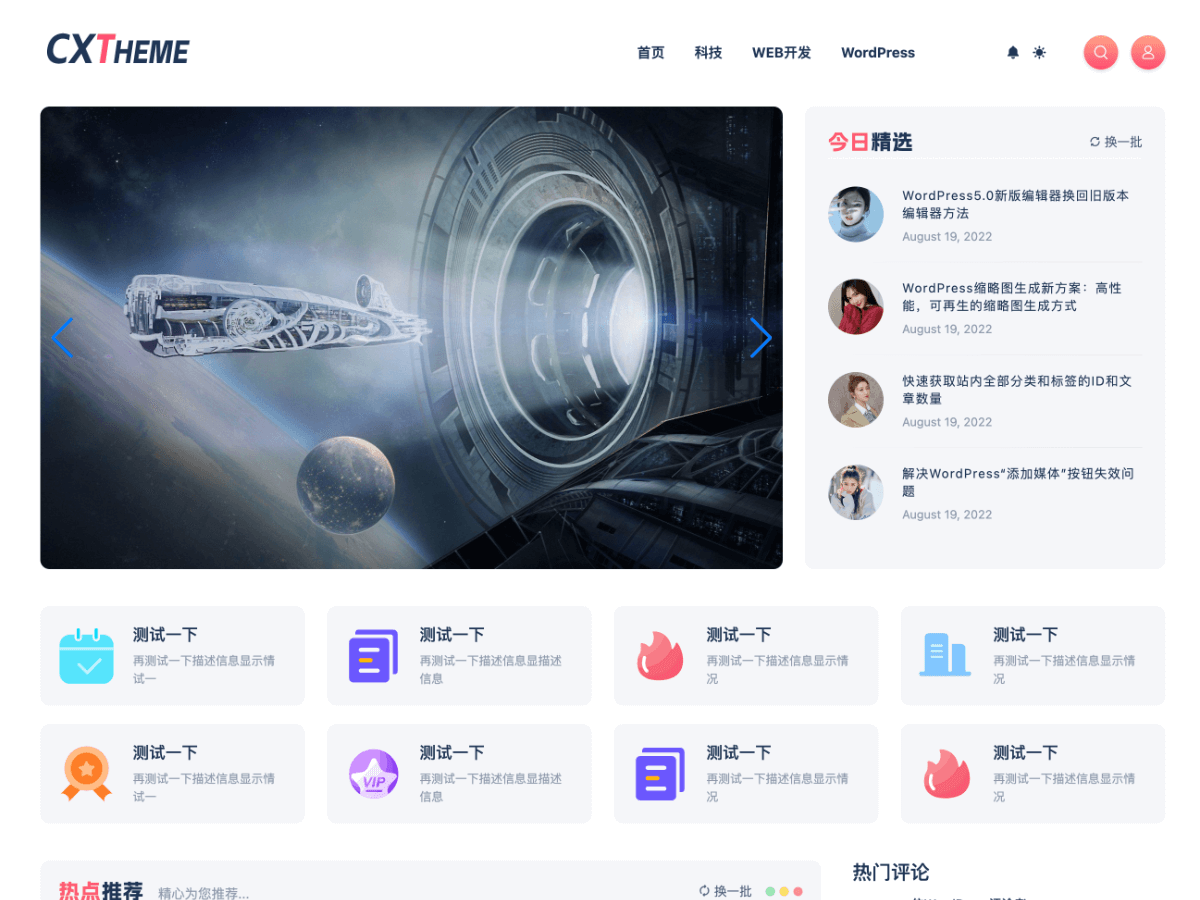 CXTHEME
首页 科技 WEB开发 WordPress
今日精选 换一批
WordPress5.0新版编辑器换回旧版本
编辑器方法
August 19, 2022
WordPress缩略图生成新方案：高性
能，可再生的缩略图生成方式
August 19, 2022
快速获取站内全部分类和标签的ID和文
章数量
August 19, 2022
解决WordPress“添加媒体”按钮失效问
题
August 19, 2022
测试一下
再测试一下描述信息显示情
试一
测试一下
再测试一下描述信息显描述
信息
测试一下
再测试一下描述信息显示情
况
测试一下
再测试一下描述信息显示情
况
测试一下
再测试一下描述信息显示情
试一
VIP
测试一下
再测试一下描述信息显描述
信息
测试一下
再测试一下描述信息显示情
况
测试一下
再测试一下描述信息显示情
况
热点推荐 精心为您推荐... 换一批
热门评论